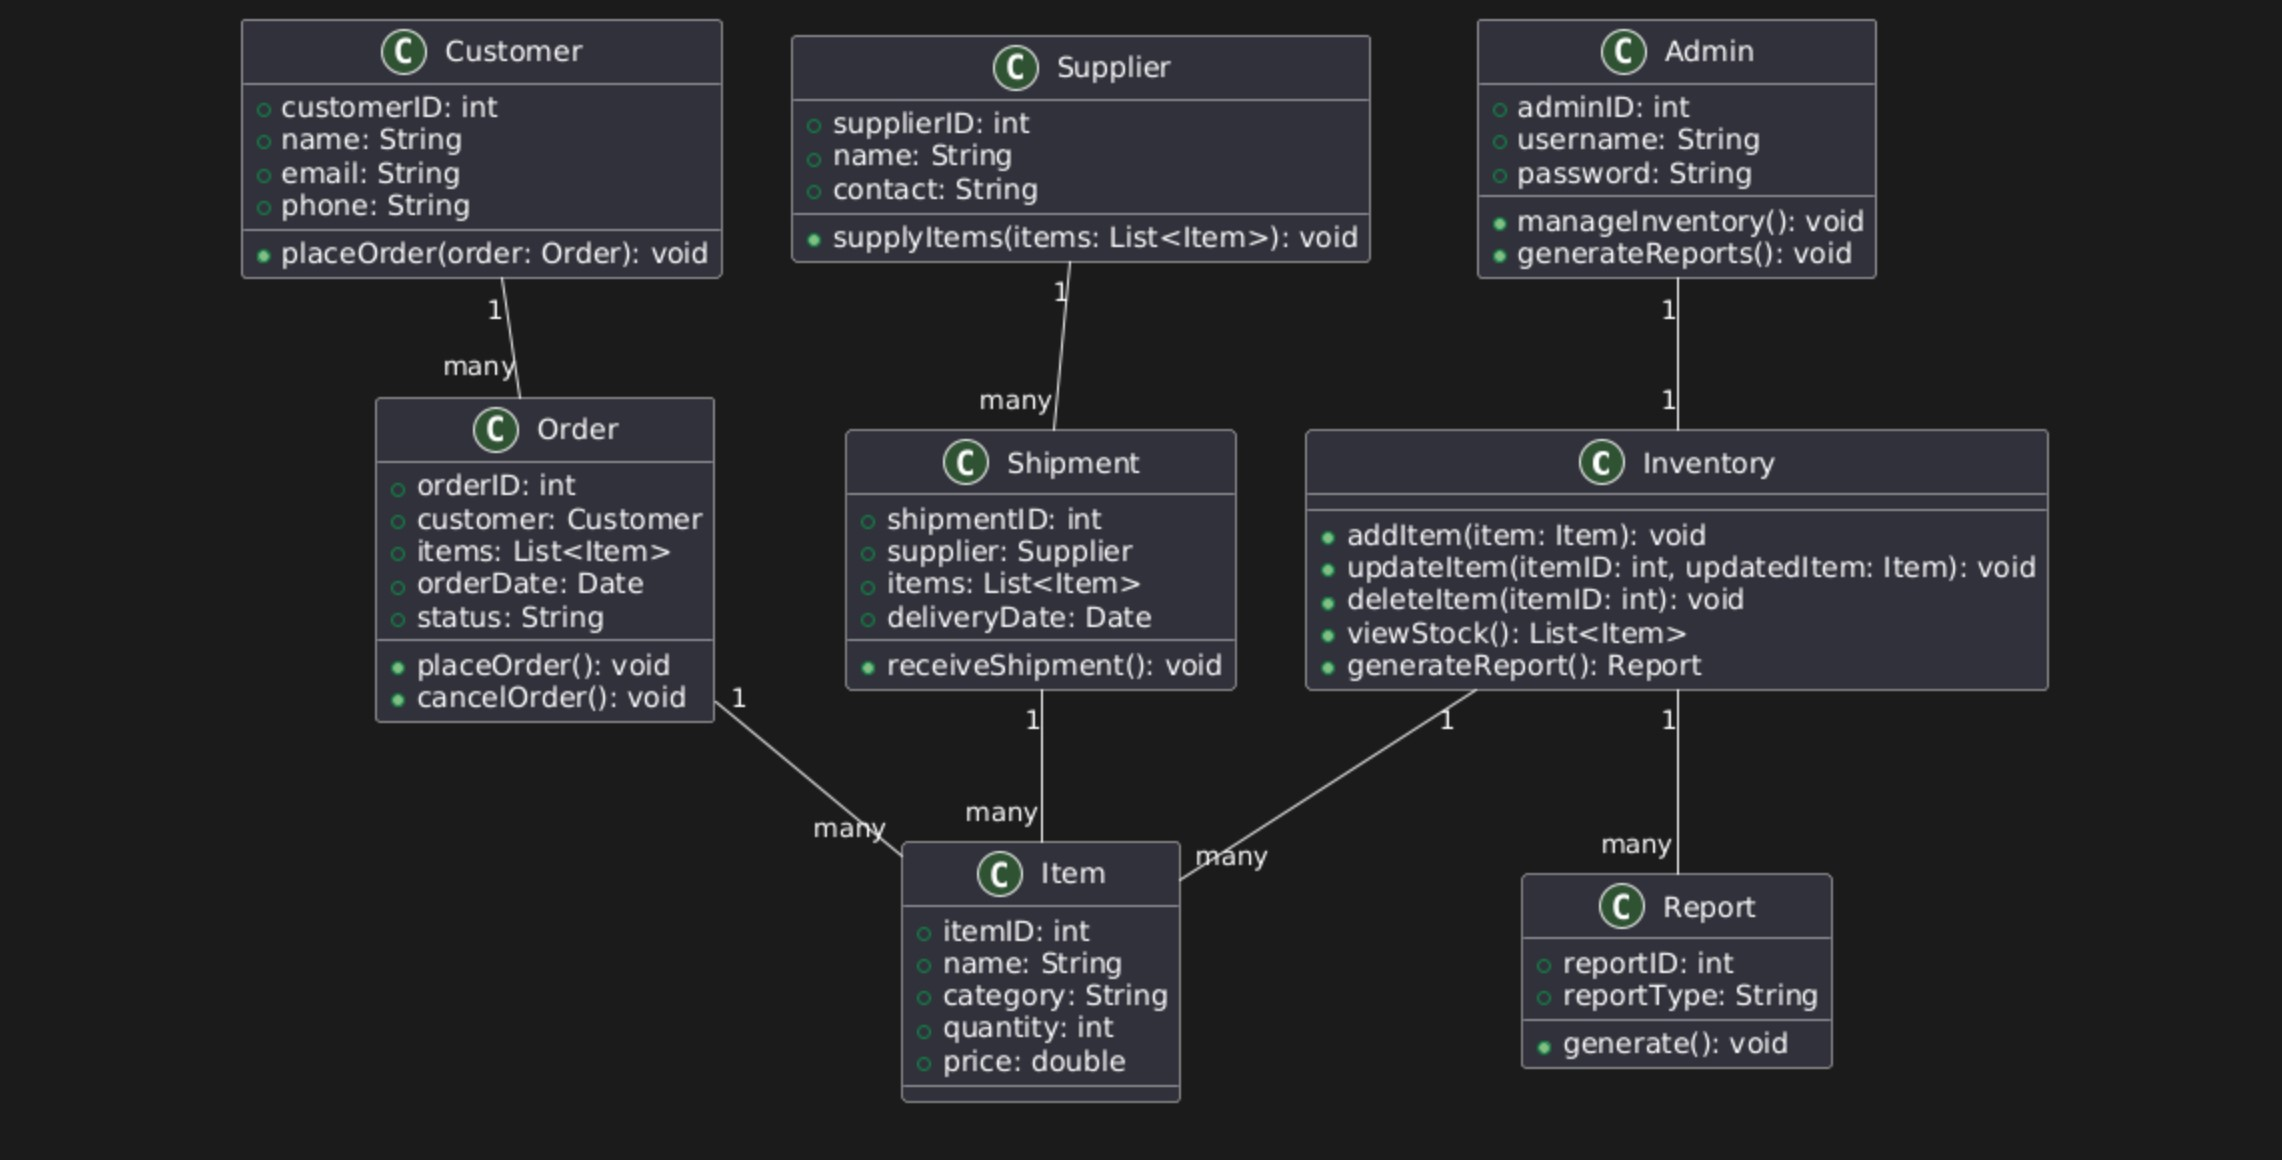 C Customer
customerID: int
name: String
email: String
phone: String
placeOrder(order: Order): void
C Supplier
supplierID: int
name: String
contact: String
supplyItems(items: List<Item>): void
C Admin
adminID: int
username: String
password: String
manageInventory(): void
generateReports(): void
1
many
1
many
1
1
C Order
orderID: int
customer: Customer
items: List<Item>
orderDate: Date
status: String
placeOrder(): void
cancelOrder(): void
C Shipment
shipmentID: int
supplier: Supplier
items: List<Item>
deliveryDate: Date
receiveShipment(): void
C Inventory
addItem(item: Item): void
updateItem(itemID: int, updatedItem: Item): void
deleteItem(itemID: int): void
viewStock(): List<Item>
generateReport(): Report
1
many
1
many
1
many
1
many
C Item
itemID: int
name: String
category: String
quantity: int
price: double
C Report
reportID: int
reportType: String
generate(): void